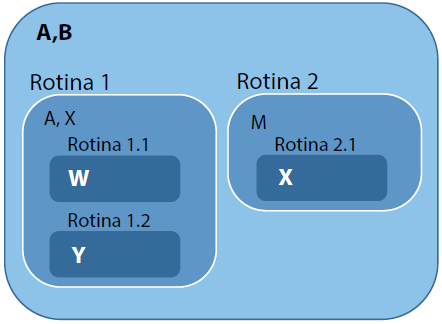 A,B
Rotina 1
A, X
Rotina 1.1
W
Rotina 1.2
Y
Rotina 2
M
Rotina 2.1
X